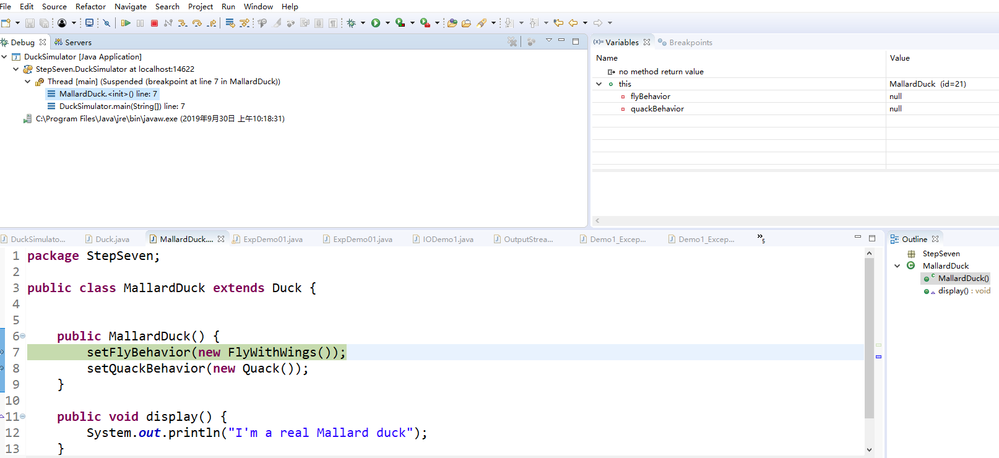 File Edit Source Refactor Navigate Search Project Run Window Help
Debug Servers
DuckSimulator [Java Application]
StepSeven.DuckSimulator at localhost:14622
Thread [main] (Suspended (breakpoint at line 7 in MallardDuck))
MallardDuck.<init>() line: 7
DuckSimulator.main(String[]) line: 7
C:\Program Files\Java\jre\bin\javaw.exe (2019年9月30日 上午10:18:31)
(x)= Variables Breakpoints
Name Value
no method return value
this MallardDuck (id=21)
flyBehavior null
quackBehavior null
DuckSimulato... Duck.java MallardDuck.... ExpDemo01.java ExpDemo01.java IODemo1.java OutputStrea... Demo1_Excep... Demo1_Excep... »5
1 package StepSeven;
2
3 public class MallardDuck extends Duck {
4
5
6 public MallardDuck() {
7 setFlyBehavior(new FlyWithWings());
8 setQuackBehavior(new Quack());
9 }
10
11 public void display() {
12 System.out.println("I'm a real Mallard duck");
13 }
Outline
StepSeven
MallardDuck
MallardDuck()
display() : void